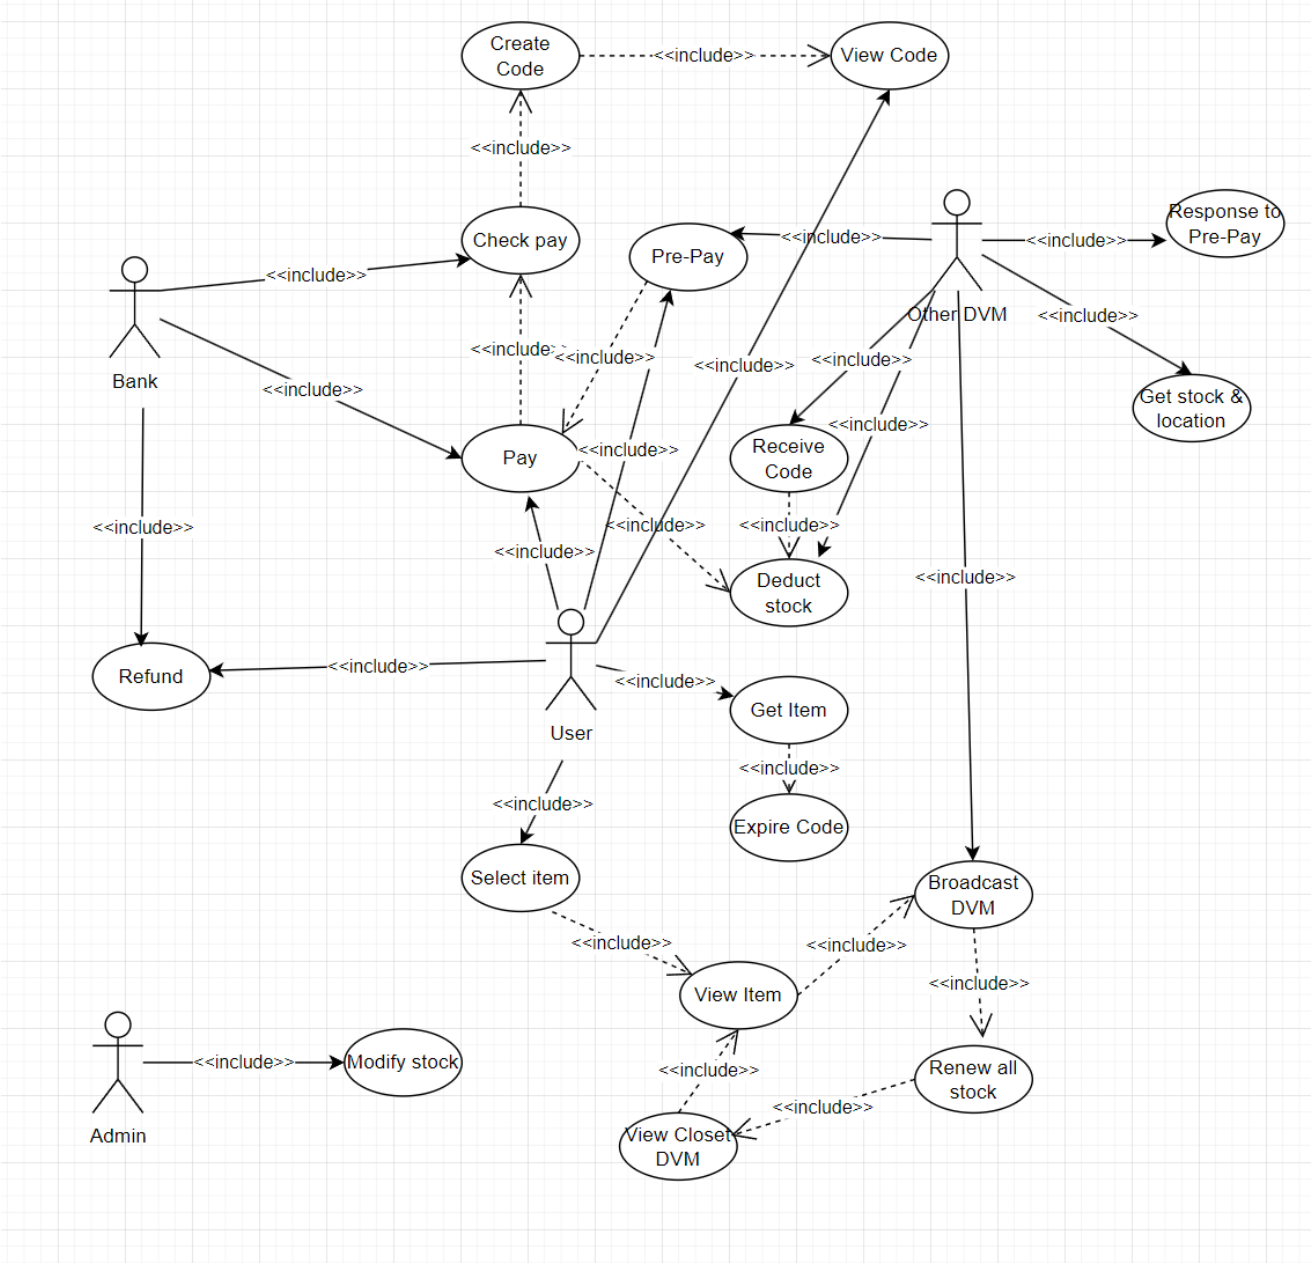 Create
Code
<<include>>
View Code
<<include>>
Response to
Pre-Pay
Check pay
<<include>>
<<include>>
Pre-Pay
<<include>>
Other DVM
<<include>>
<<include>>
<<include>>
<<include>>
<<include>>
<<include>>
Bank
<<include>>
Get stock &
location
<<include>>
Pay
<<include>>
Receive
Code
<<include>>
<<include>>
<<include>>
<<include>>
<<include>>
Deduct
stock
Refund
<<include>>
<<include>>
Get Item
User
<<include>>
<<include>>
Expire Code
Select item
Broadcast
DVM
<<include>>
<<include>>
<<include>>
View Item
Modify stock
<<include>>
<<include>>
Renew all
stock
<<include>>
Admin
View Closet
DVM